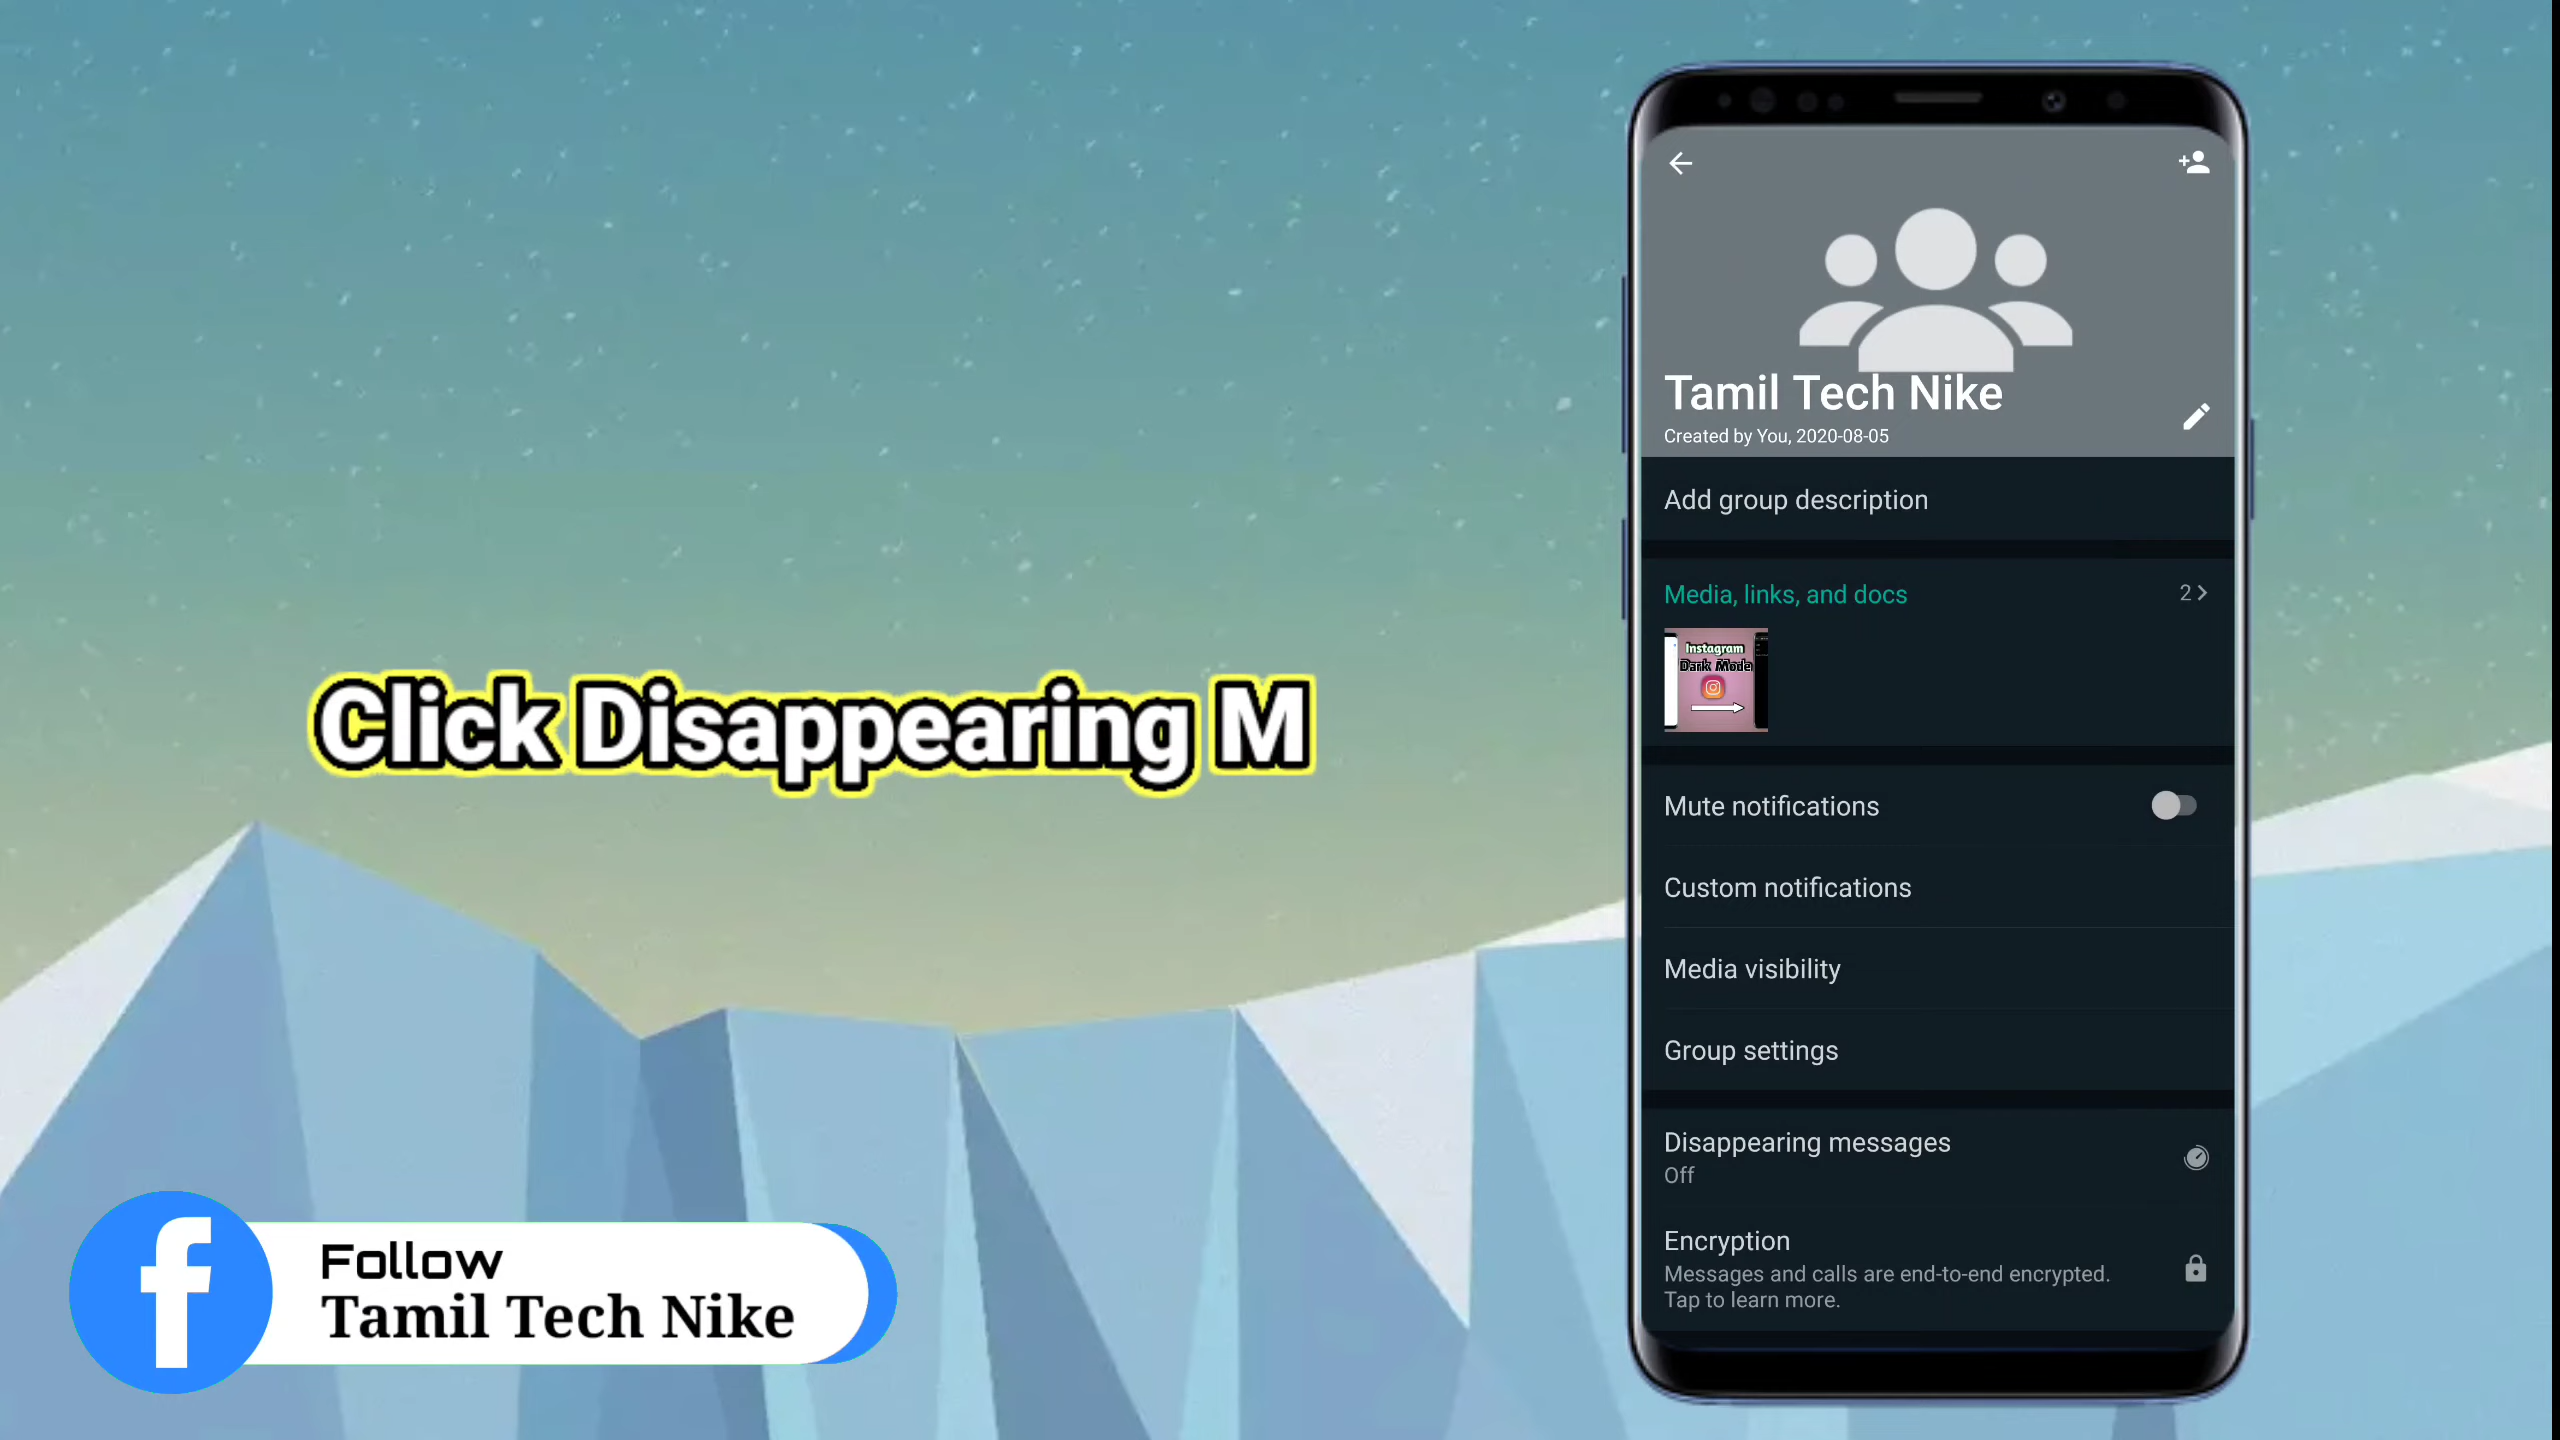 Click Disappearing M
Follow
Tamil Tech Nike
Tamil Tech Nike
Created by You, 2020-08-05
Add group description
Media, links, and docs
2
Instagram
Dark Mode
Mute notifications
Custom notifications
Media visibility
Group settings
Disappearing messages
Off
Encryption
Messages and calls are end-to-end encrypted.
Tap to learn more.